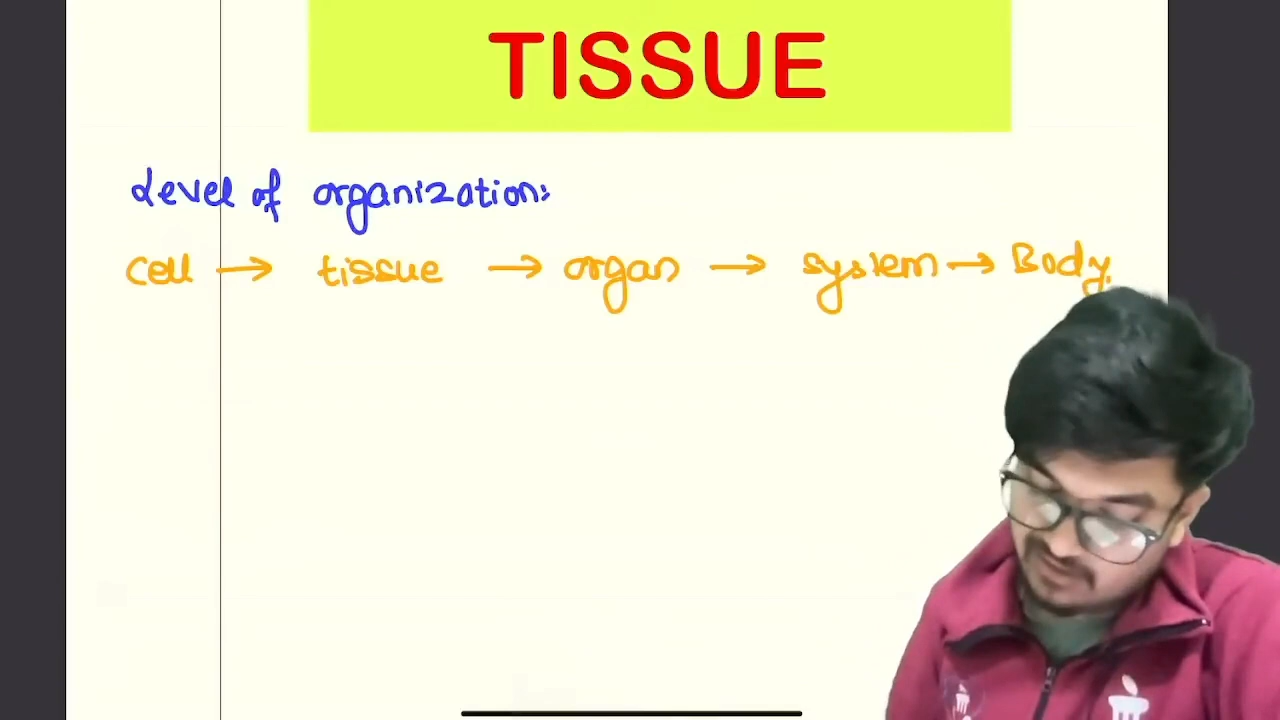 TISSUE
Level of organization:
cell → tissue → organ → system → Body.